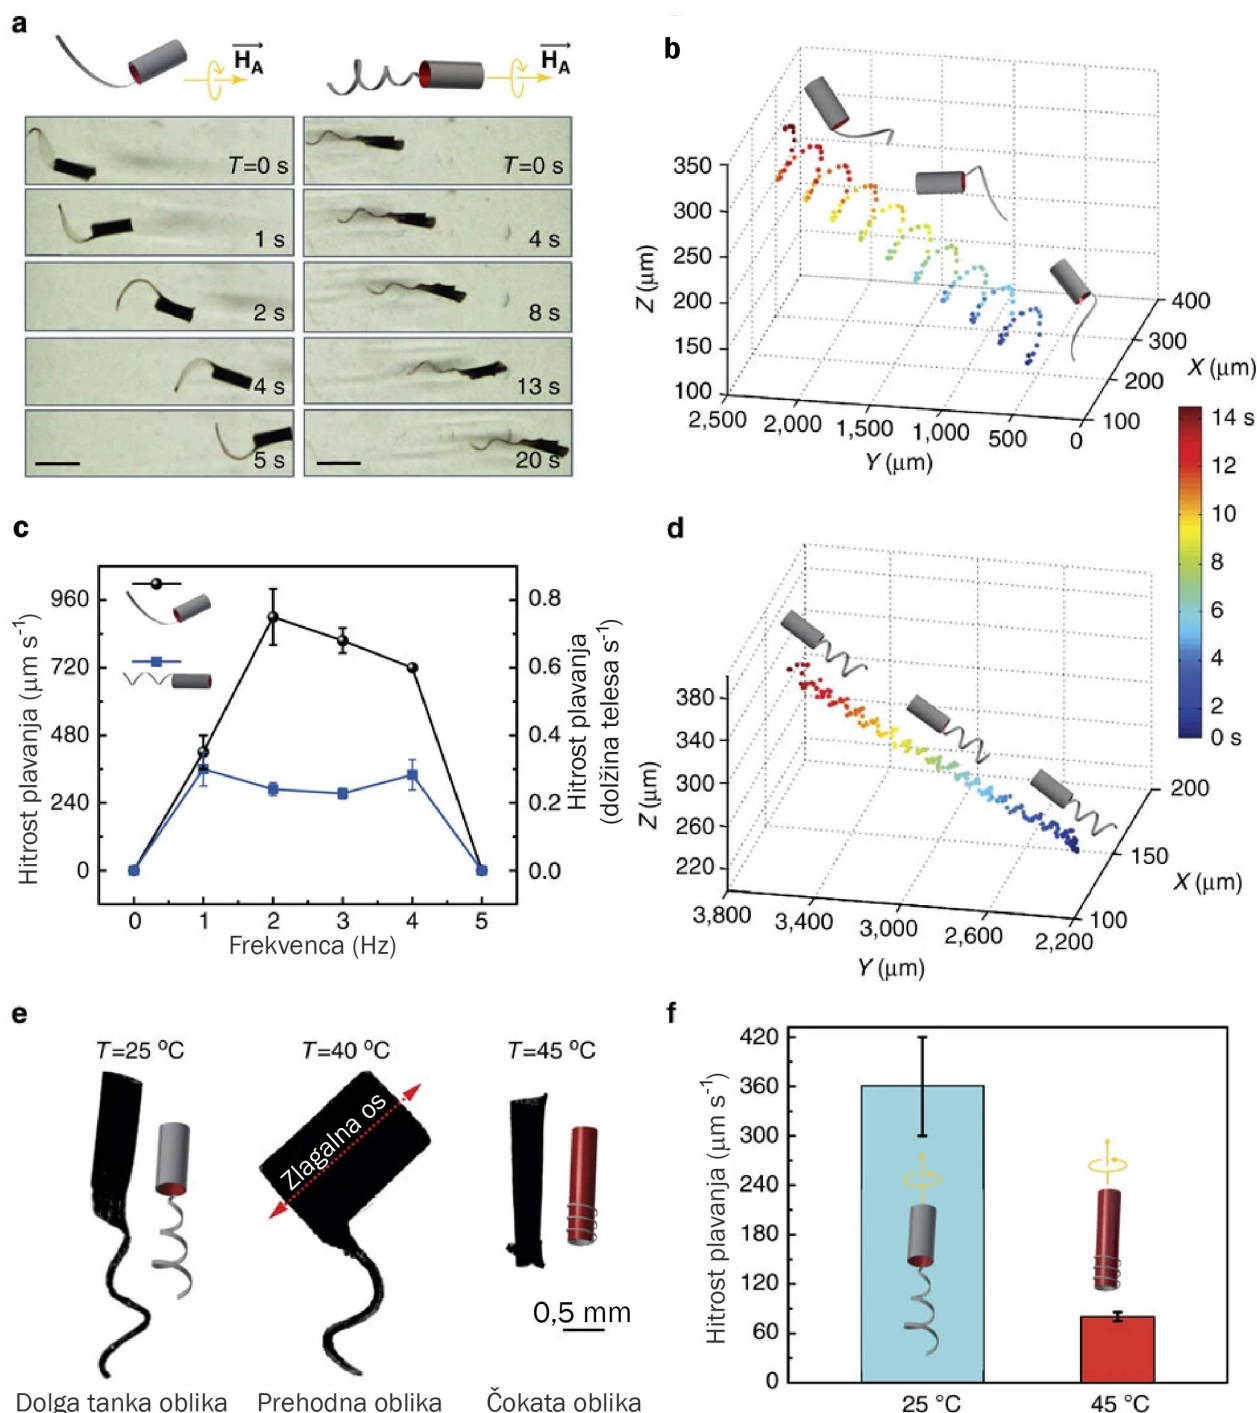 a
H_A
H_A
T=0 s
1 s
2 s
4 s
5 s
T=0 s
4 s
8 s
13 s
20 s
b
Z (μm)
350
300
250
200
150
100
2,500
2,000
1,500
1,000
500
0
Y (μm)
400
300
200
100
X (μm)
14 s
12
10
8
6
4
2
0 s
c
Hitrost plavanja (μm s⁻¹)
960
720
480
240
0
0.8
0.6
0.4
0.2
0.0
Hitrost plavanja
(dolžina telesa s⁻¹)
0
1
2
3
4
5
Frekvenca (Hz)
d
Z (μm)
380
340
300
260
220
3,800
3,400
3,000
2,600
2,200
Y (μm)
200
150
100
X (μm)
e
T=25 ºC
T=40 ºC
T=45 ºC
Zlagalna os
0,5 mm
Dolga tanka oblika
Prehodna oblika
Čokata oblika
f
Hitrost plavanja (μm s⁻¹)
420
360
300
240
180
120
60
0
25 °C
45 °C